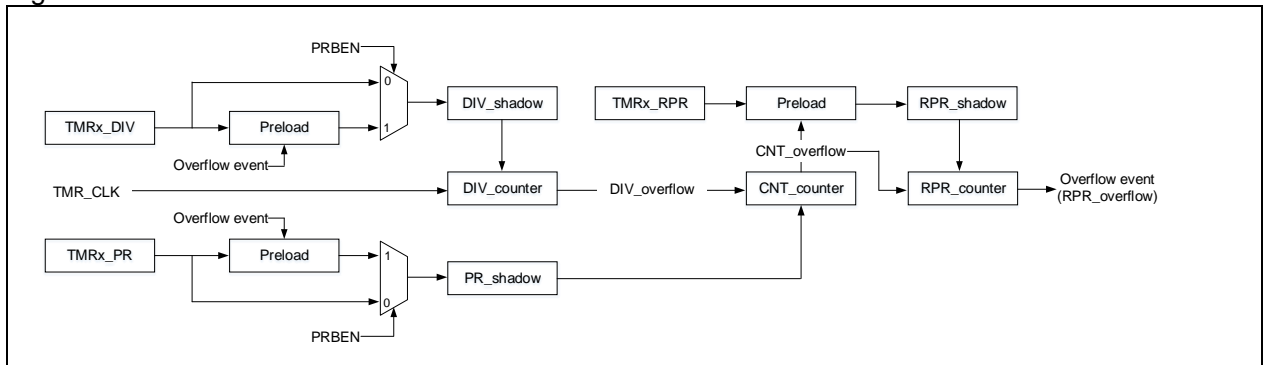 PRBEN
0
DIV_shadow
TMRx_RPR
Preload
RPR_shadow
TMRx_DIV
Preload
1
Overflow event
CNT_overflow
TMR_CLK
DIV_counter
DIV_overflow
CNT_counter
RPR_counter
Overflow event
(RPR_overflow)
Overflow event
TMRx_PR
Preload
1
PR_shadow
0
PRBEN